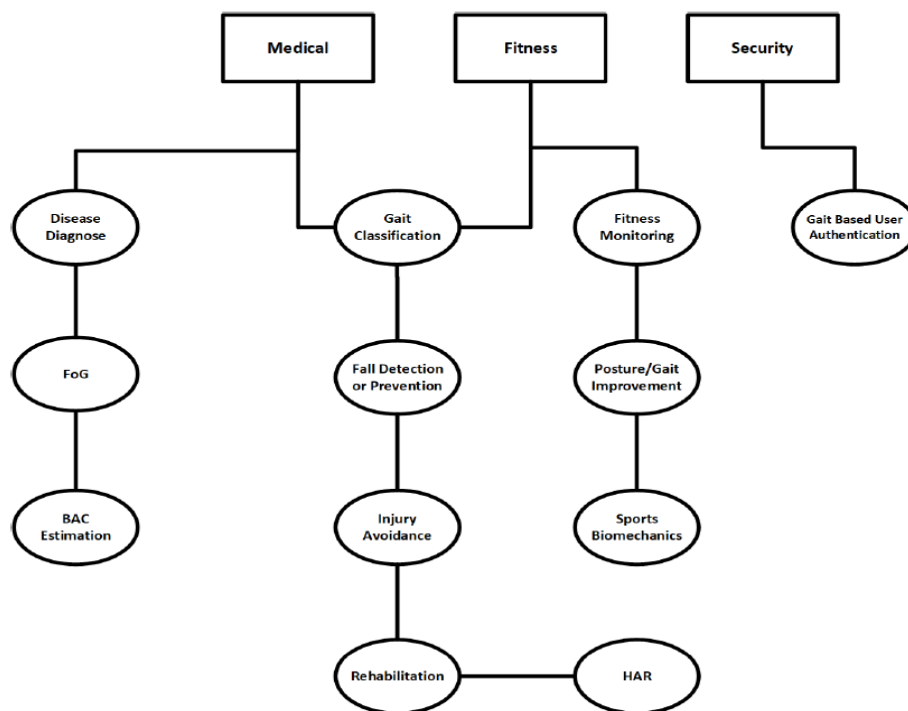 Medical
Fitness
Security
Disease
Diagnose
Gait
Classification
Fitness
Monitoring
Gait Based User
Authentication
FoG
Fall Detection
or Prevention
Posture/Gait
Improvement
BAC
Estimation
Injury
Avoidance
Sports
Biomechanics
Rehabilitation
HAR